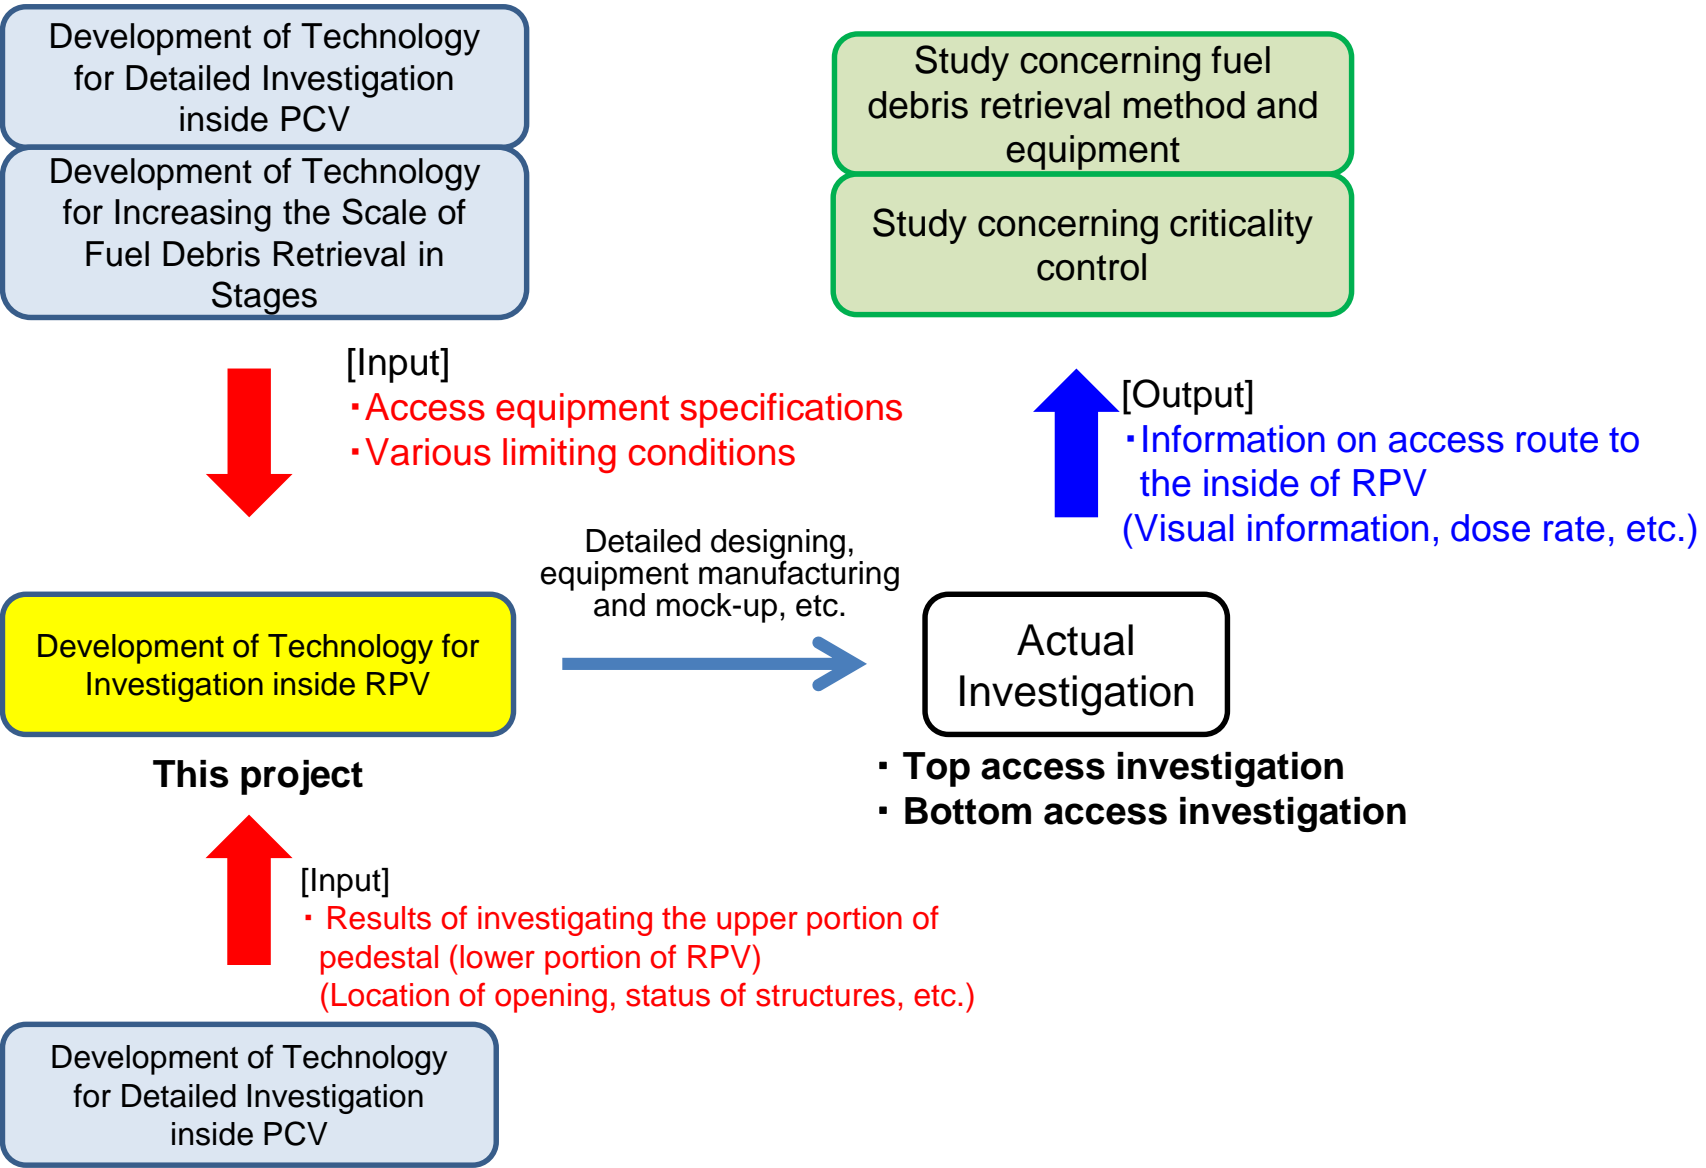 Development of Technology
for Detailed Investigation
inside PCV
Development of Technology
for Increasing the Scale of
Fuel Debris Retrieval in
Stages
Study concerning fuel
debris retrieval method and
equipment
Study concerning criticality
control
[Input]
・Access equipment specifications
・Various limiting conditions
[Output]
・Information on access route to
the inside of RPV
(Visual information, dose rate, etc.)
Detailed designing,
equipment manufacturing
and mock-up, etc.
Development of Technology for
Investigation inside RPV
This project
Actual
Investigation
・ Top access investigation
・ Bottom access investigation
[Input]
・ Results of investigating the upper portion of
pedestal (lower portion of RPV)
(Location of opening, status of structures, etc.)
Development of Technology
for Detailed Investigation
inside PCV